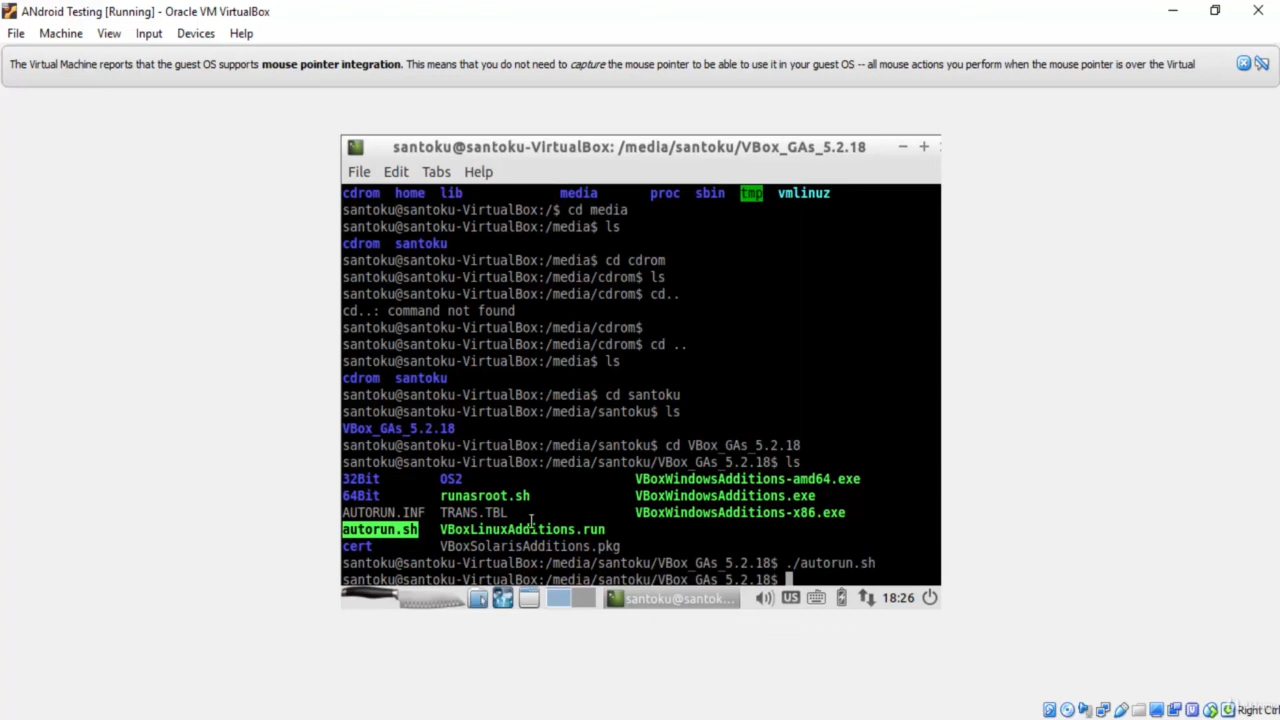 ANdroid Testing [Running] - Oracle VM VirtualBox
File Machine View Input Devices Help
The Virtual Machine reports that the guest OS supports mouse pointer integration. This means that you do not need to capture the mouse pointer to be able to use it in your guest OS -- all mouse actions you perform when the mouse pointer is over the Virtual
santoku@santoku-VirtualBox: /media/santoku/VBox_GAs_5.2.18
File Edit Tabs Help
cdrom home lib media proc sbin tmp vmlinuz
santoku@santoku-VirtualBox:/$ cd media
santoku@santoku-VirtualBox:/media$ ls
cdrom santoku
santoku@santoku-VirtualBox:/media$ cd cdrom
santoku@santoku-VirtualBox:/media/cdrom$ ls
santoku@santoku-VirtualBox:/media/cdrom$ cd..
cd..: command not found
santoku@santoku-VirtualBox:/media/cdrom$
santoku@santoku-VirtualBox:/media/cdrom$ cd ..
santoku@santoku-VirtualBox:/media$ ls
cdrom santoku
santoku@santoku-VirtualBox:/media$ cd santoku
santoku@santoku-VirtualBox:/media/santoku$ ls
VBox_GAs_5.2.18
santoku@santoku-VirtualBox:/media/santoku$ cd VBox_GAs_5.2.18
santoku@santoku-VirtualBox:/media/santoku/VBox_GAs_5.2.18$ ls
32Bit OS2 VBoxWindowsAdditions-amd64.exe
64Bit runasroot.sh VBoxWindowsAdditions.exe
AUTORUN.INF TRANS.TBL VBoxWindowsAdditions-x86.exe
autorun.sh VBoxLinuxAdditions.run
cert VBoxSolarisAdditions.pkg
santoku@santoku-VirtualBox:/media/santoku/VBox_GAs_5.2.18$ ./autorun.sh
santoku@santoku-VirtualBox:/media/santoku/VBox_GAs_5.2.18$
santoku@santok... US 18:26
Right Ctrl